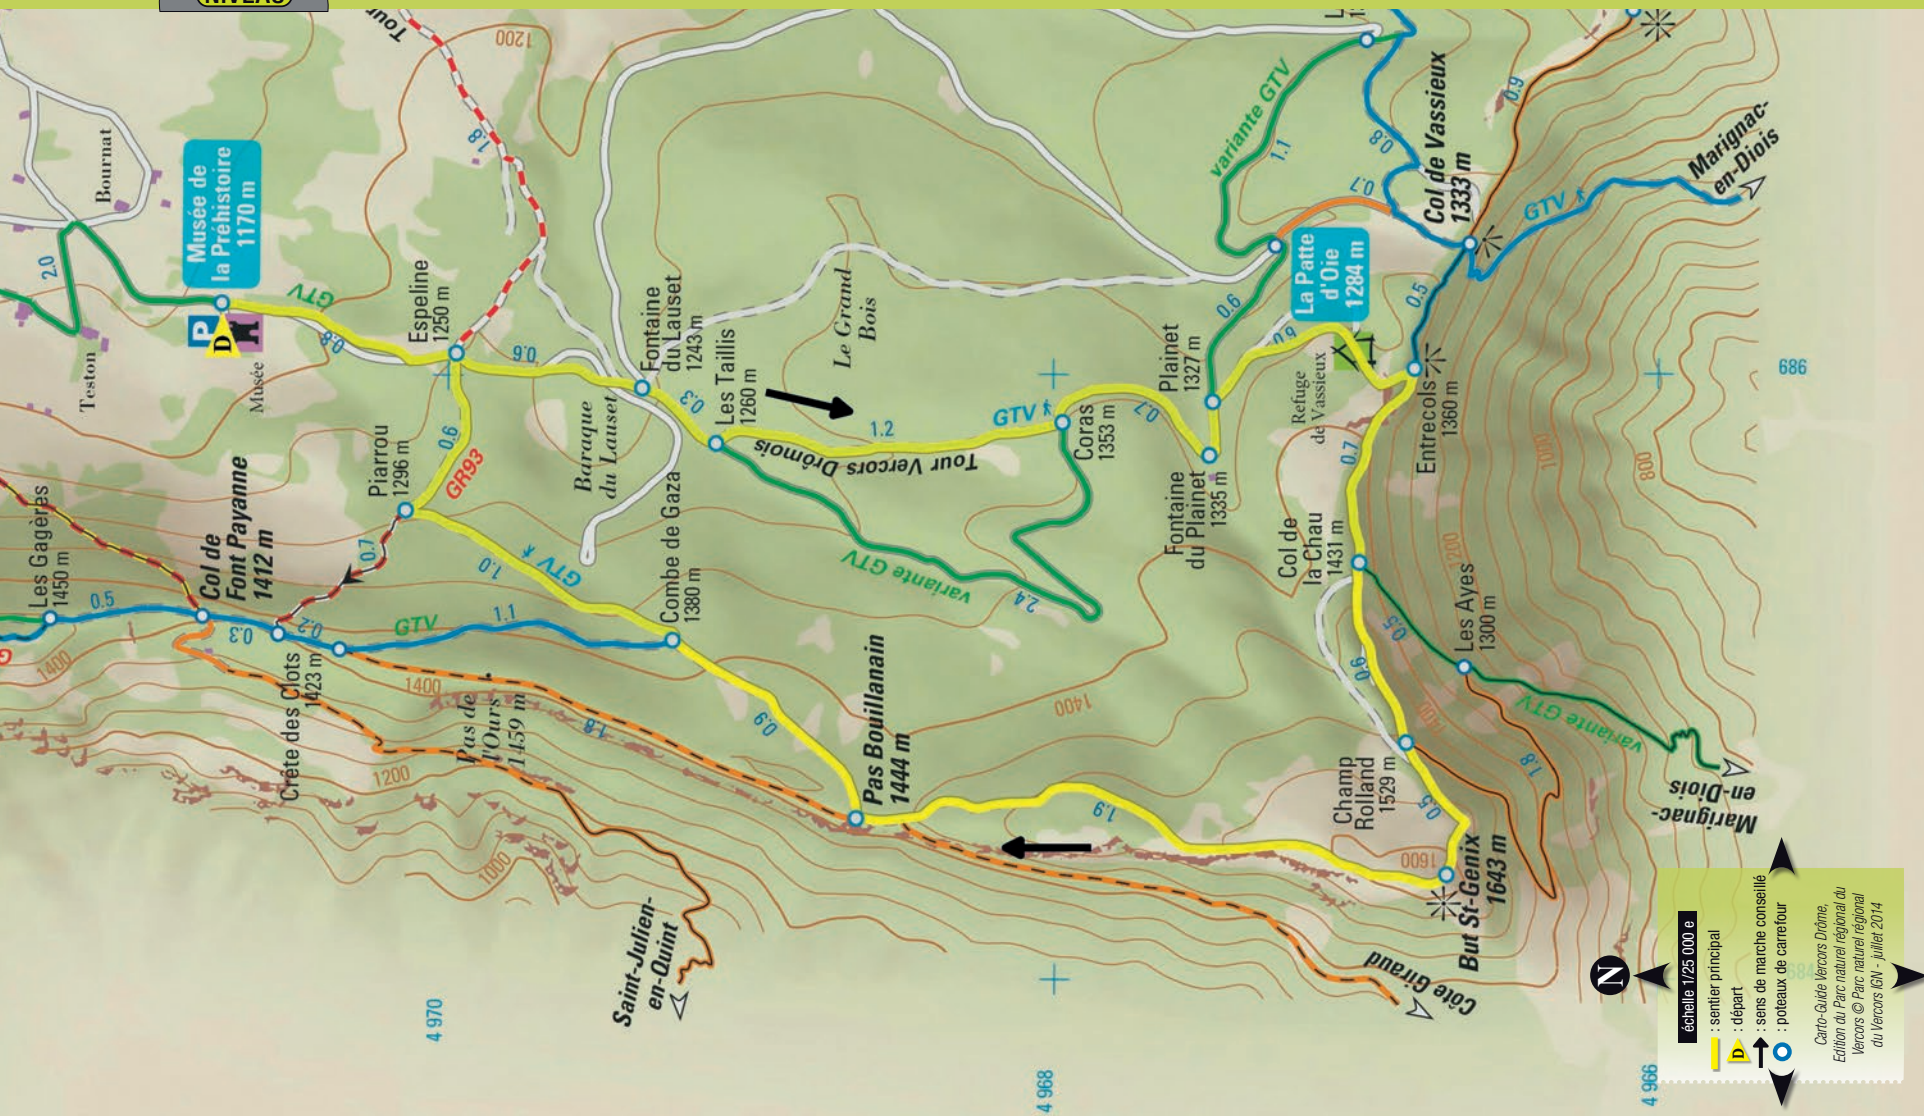 NIVEAU
Tour
1200
Bournat
Musée de
la Préhistoire
1170 m
2.0
P
D
GTV
0.8
Teston
Musée
Espeline
1250 m
1.8
0.6
Fontaine
du Lauset
1243 m
0.3
Les Taillis
1260 m
Le Grand
Bois
Baraque
du Lauset
Piarrou
1296 m
0.6
GR93
Les Gagères
1450 m
Col de
Font Payanne
1412 m
0.7
0.5
0.3
0.2
Crête des Clots
1423 m
GTV
1.1
1.0
GTV
Combe de Gaza
1380 m
1400
1400
1200
1000
Pas de
l'Ours
1459 m
1.8
0.9
Pas Bouillanain
1444 m
Saint-Julien-
en-Quint
4 970
Tour Vercors Drômois
1.2
GTV
Coras
1353 m
0.7
variante GTV
2.4
Plainet
1327 m
Fontaine
du Plainet
1335 m
0.6
0.9
variante GTV
1.1
La Patte
d'Oie
1284 m
Refuge
de Vassieux
0.8
0.7
Col de Vassieux
1333 m
0.9
Marignac-
en-Diois
GTV
0.5
Entrecols
1360 m
1000
800
1200
989
0.7
Col de
la Chau
1431 m
0.5
Les Ayes
1300 m
0.6
variante GTV
1400
1400
1.8
Marignac-
en-Diois
Champ
Rolland
1529 m
0.5
1.9
1600
But St-Genix
1643 m
Côte Giraud
4 968
4 966
684
N
échelle 1/25 000 e
: sentier principal
D : départ
: sens de marche conseillé
: poteaux de carrefour
Carto-Guide Vercors Drôme,
Edition du Parc naturel régional du
Vercors © Parc naturel régional
du Vercors IGN - juillet 2014